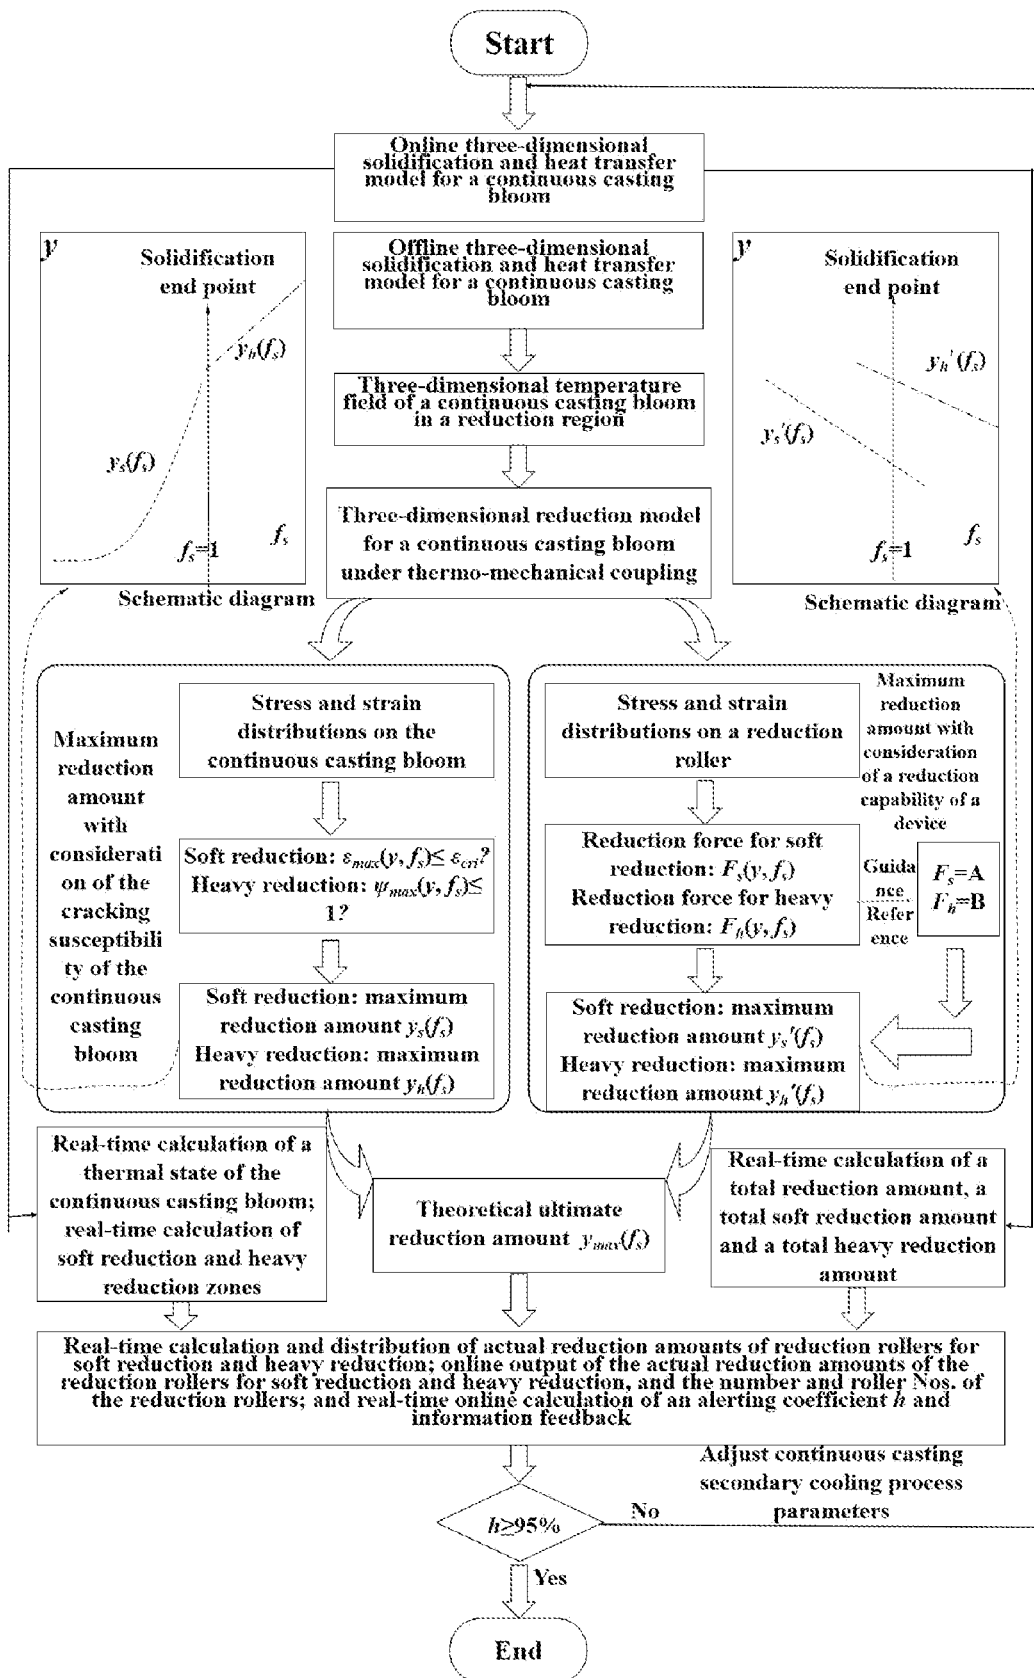 Start
Online three-dimensional
solidification and heat transfer
model for a continuous casting
bloom
y
Solidification
end point
y_h(f_s)
y_s(f_s)
f_s=1
f_s
Schematic diagram
Offline three-dimensional
solidification and heat transfer
model for a continuous casting
bloom
Three-dimensional temperature
field of a continuous casting bloom
in a reduction region
Three-dimensional reduction model
for a continuous casting bloom
under thermo-mechanical coupling
y
Solidification
end point
y_h'(f_s)
y_s'(f_s)
f_s=1
f_s
Schematic diagram
Maximum
reduction
amount
with
considerati
on of the
cracking
susceptibili
ty of the
continuous
casting
bloom
Stress and strain
distributions on the
continuous casting bloom
Soft reduction: ε_max(y, f_s)≤ ε_cri?
Heavy reduction: ψ_max(y, f_s)≤
1?
Soft reduction: maximum
reduction amount y_s(f_s)
Heavy reduction: maximum
reduction amount y_h(f_s)
Stress and strain
distributions on a reduction
roller
Reduction force for soft
reduction: F_s(y, f_s)
Reduction force for heavy
reduction: F_h(y, f_s)
Soft reduction: maximum
reduction amount y_s'(f_s)
Heavy reduction: maximum
reduction amount y_h'(f_s)
Maximum
reduction
amount with
consideration
of a reduction
capability of a
device
Guida
nce
Refer
ence
F_s=A
F_h=B
Real-time calculation of a
thermal state of the
continuous casting bloom;
real-time calculation of
soft reduction and heavy
reduction zones
Theoretical ultimate
reduction amount y_max(f_s)
Real-time calculation of a
total reduction amount, a
total soft reduction amount
and a total heavy reduction
amount
Real-time calculation and distribution of actual reduction amounts of reduction rollers for
soft reduction and heavy reduction; online output of the actual reduction amounts of the
reduction rollers for soft reduction and heavy reduction, and the number and roller Nos. of
the reduction rollers; and real-time online calculation of an alerting coefficient h and
information feedback
Adjust continuous casting
secondary cooling process
parameters
h≥95%
No
Yes
End